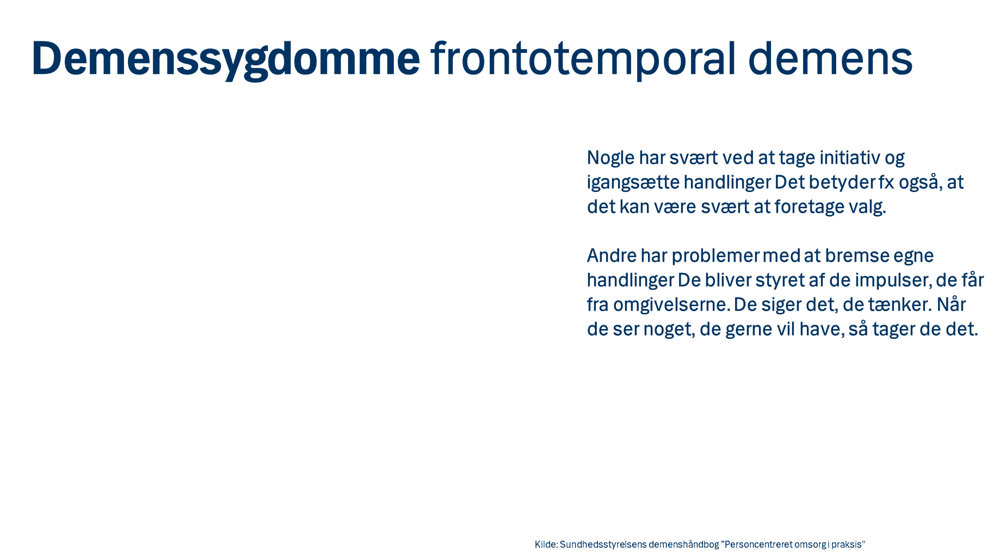 Demenssygdomme frontotemporal demens
Nogle har svært ved at tage initiativ og
igangsætte handlinger Det betyder fx også, at
det kan være svært at foretage valg.
Andre har problemer med at bremse egne
handlinger De bliver styret af de impulser, de får
fra omgivelserne. De siger det, de tænker. Når
de ser noget, de gerne vil have, så tager de det.
Kilde: Sundhedsstyrelsens demenshåndbog ”Personcentreret omsorg i praksis"